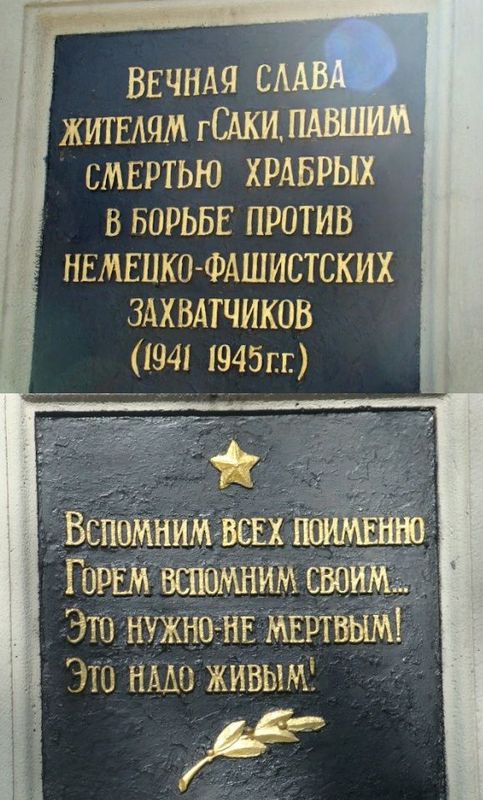 Вечная слава
жителям г Саки, павшим
смертью храбрых
в борьбе против
немецко-фашистских
захватчиков
(1941 1945 г.г.)
Вспомним всех поименно
Горем вспомним своим...
Это нужно-не мертвым!
Это надо живым!